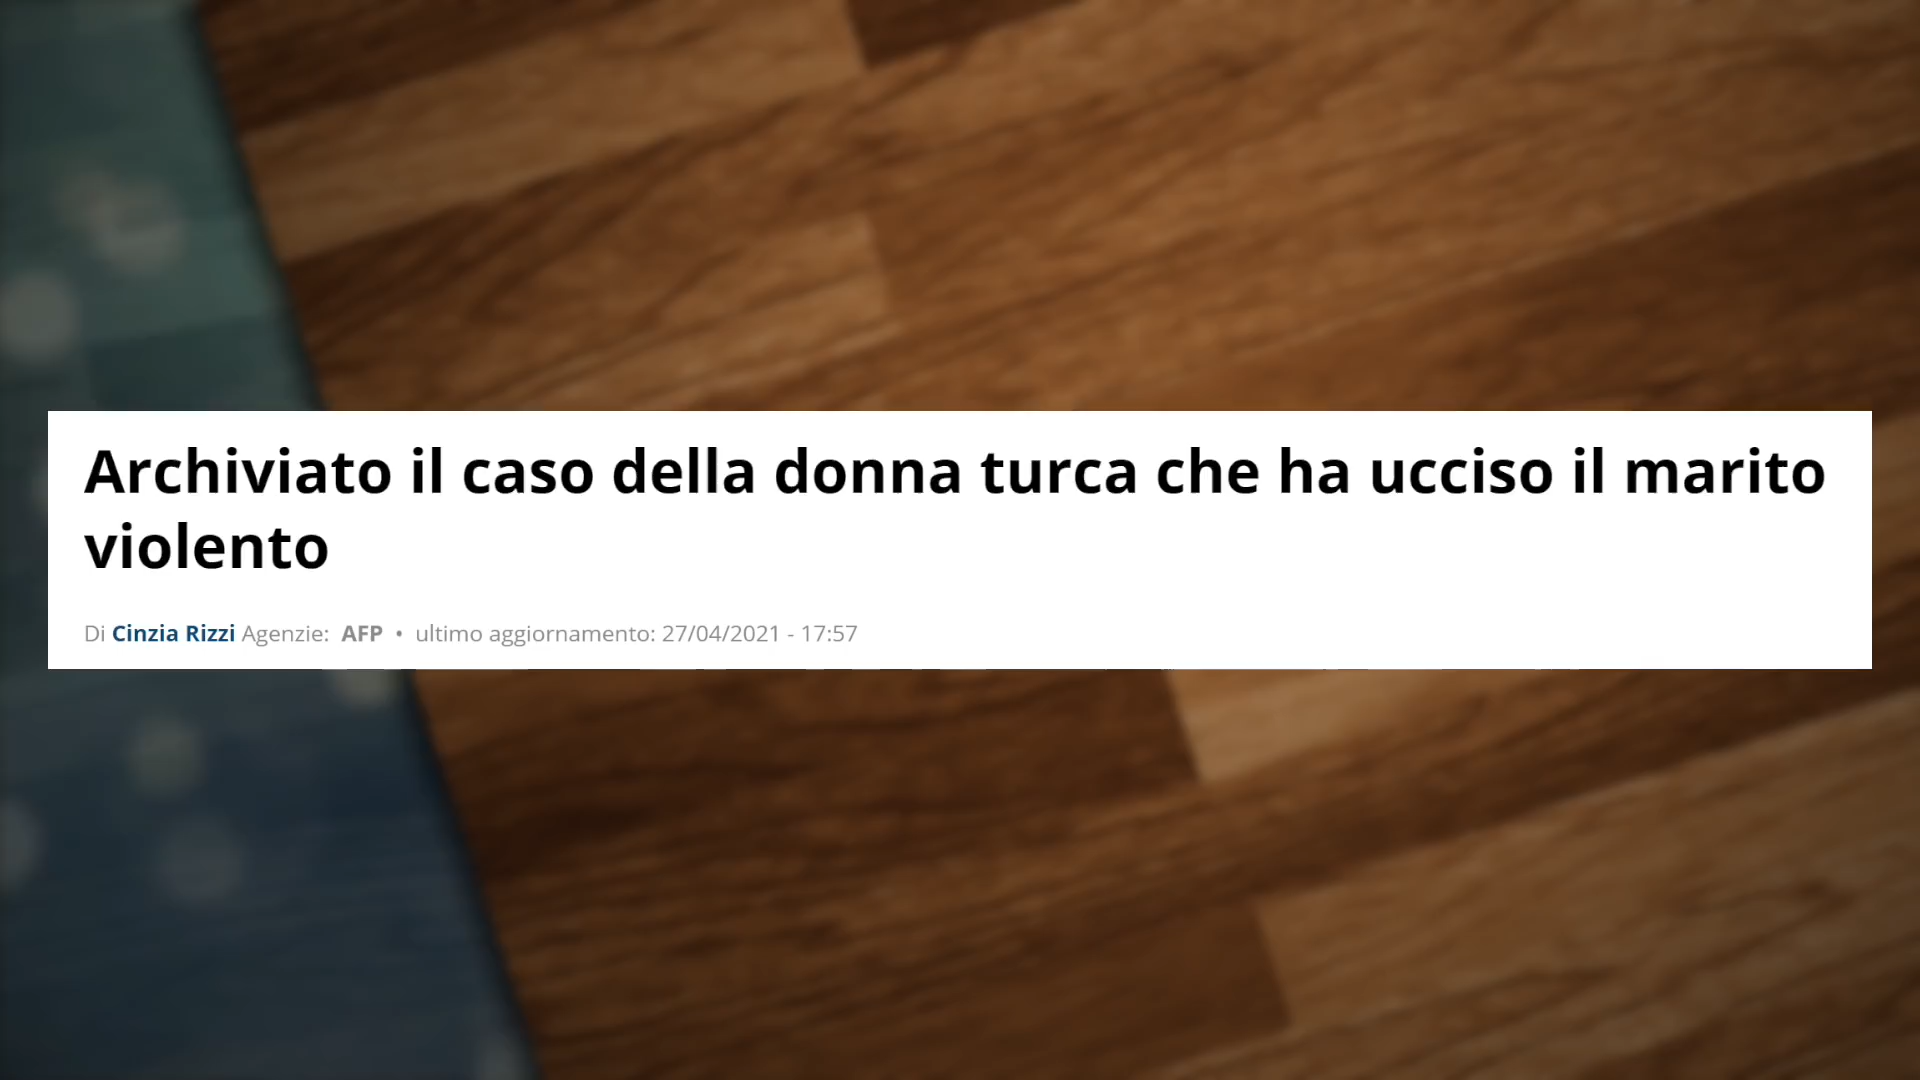 Archiviato il caso della donna turca che ha ucciso il marito
violento
Di Cinzia Rizzi Agenzie: AFP • ultimo aggiornamento: 27/04/2021 - 17:57